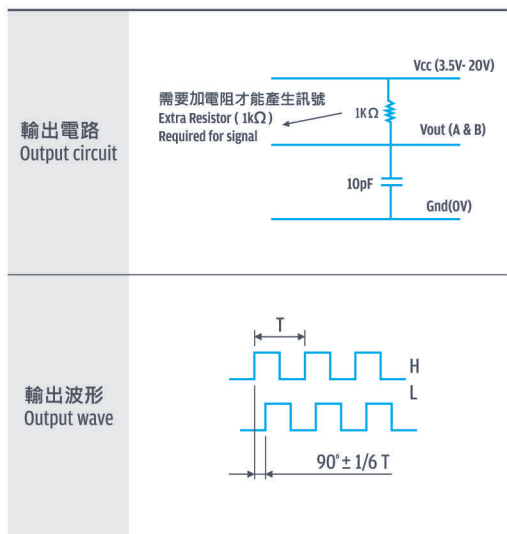 輸出電路
Output circuit
Vcc (3.5V- 20V)
需要加電阻才能產生訊號
Extra Resistor ( 1kΩ )
Required for signal
1KΩ
Vout (A & B)
10pF
Gnd(0V)
輸出波形
Output wave
T
H
L
90° ± 1/6 T